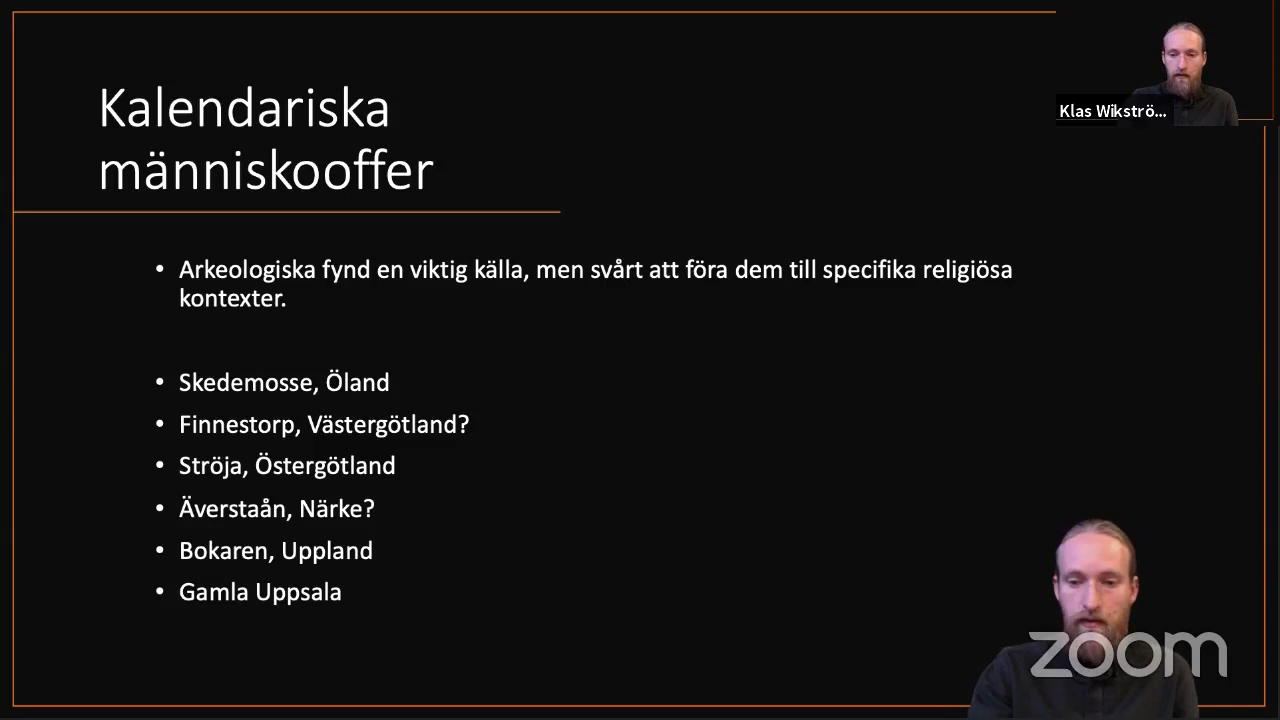 Kalendariska
människooffer
Klas Wikströ...
• Arkeologiska fynd en viktig källa, men svårt att föra dem till specifika religiösa
kontexter.
• Skedemosse, Öland
• Finnestorp, Västergötland?
• Ströja, Östergötland
• Äverstaån, Närke?
• Bokaren, Uppland
• Gamla Uppsala
zoom